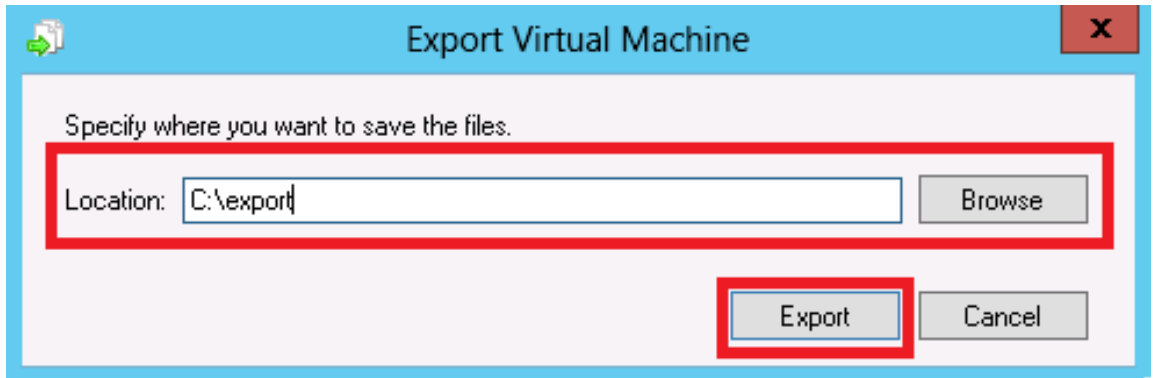 Export Virtual Machine
x
Specify where you want to save the files.
Location: C:\export Browse
Export Cancel